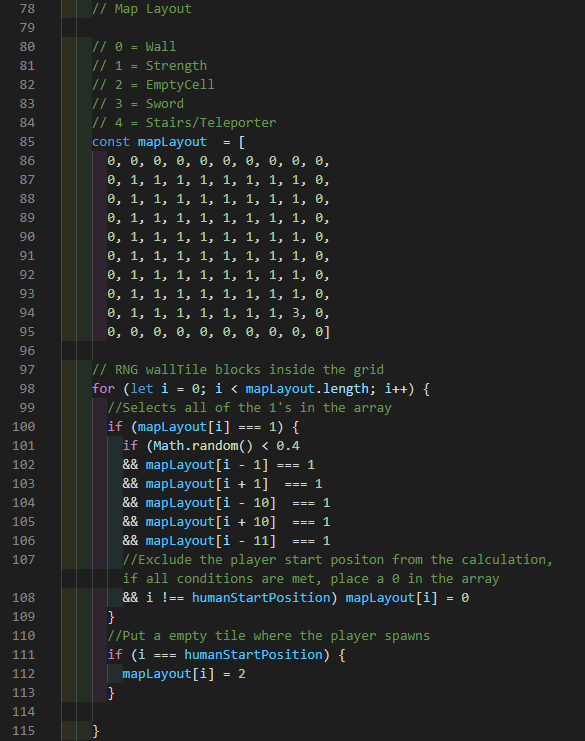 78 // Map Layout
79
80 // 0 = Wall
81 // 1 = Strength
82 // 2 = EmptyCell
83 // 3 = Sword
84 // 4 = Stairs/Teleporter
85 const mapLayout  = [
86 0, 0, 0, 0, 0, 0, 0, 0, 0, 0,
87 0, 1, 1, 1, 1, 1, 1, 1, 1, 0,
88 0, 1, 1, 1, 1, 1, 1, 1, 1, 0,
89 0, 1, 1, 1, 1, 1, 1, 1, 1, 0,
90 0, 1, 1, 1, 1, 1, 1, 1, 1, 0,
91 0, 1, 1, 1, 1, 1, 1, 1, 1, 0,
92 0, 1, 1, 1, 1, 1, 1, 1, 1, 0,
93 0, 1, 1, 1, 1, 1, 1, 1, 1, 0,
94 0, 1, 1, 1, 1, 1, 1, 1, 3, 0,
95 0, 0, 0, 0, 0, 0, 0, 0, 0, 0]
96
97 // RNG wallTile blocks inside the grid
98 for (let i = 0; i < mapLayout.length; i++) {
99 //Selects all of the 1's in the array
100 if (mapLayout[i] === 1) {
101 if (Math.random() < 0.4
102 && mapLayout[i - 1] === 1
103 && mapLayout[i + 1]  === 1
104 && mapLayout[i - 10]  === 1
105 && mapLayout[i + 10]  === 1
106 && mapLayout[i - 11]  === 1
107 //Exclude the player start positon from the calculation,
if all conditions are met, place a 0 in the array
108 && i !== humanStartPosition) mapLayout[i] = 0
109 }
110 //Put a empty tile where the player spawns
111 if (i === humanStartPosition) {
112 mapLayout[i] = 2
113 }
114
115 }